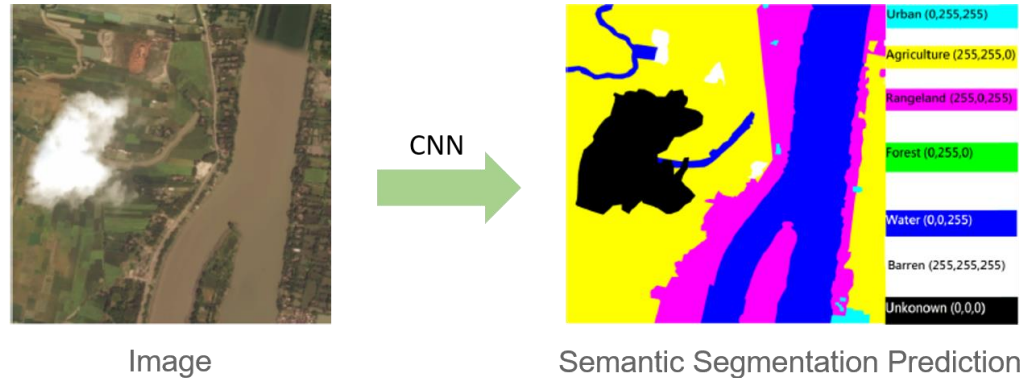 Urban (0,255,255)
Agriculture (255,255,0)
Rangeland (255,0,255)
CNN
Forest (0,255,0)
Water (0,0,255)
Barren (255,255,255)
Unkonown (0,0,0)
Image
Semantic Segmentation Prediction